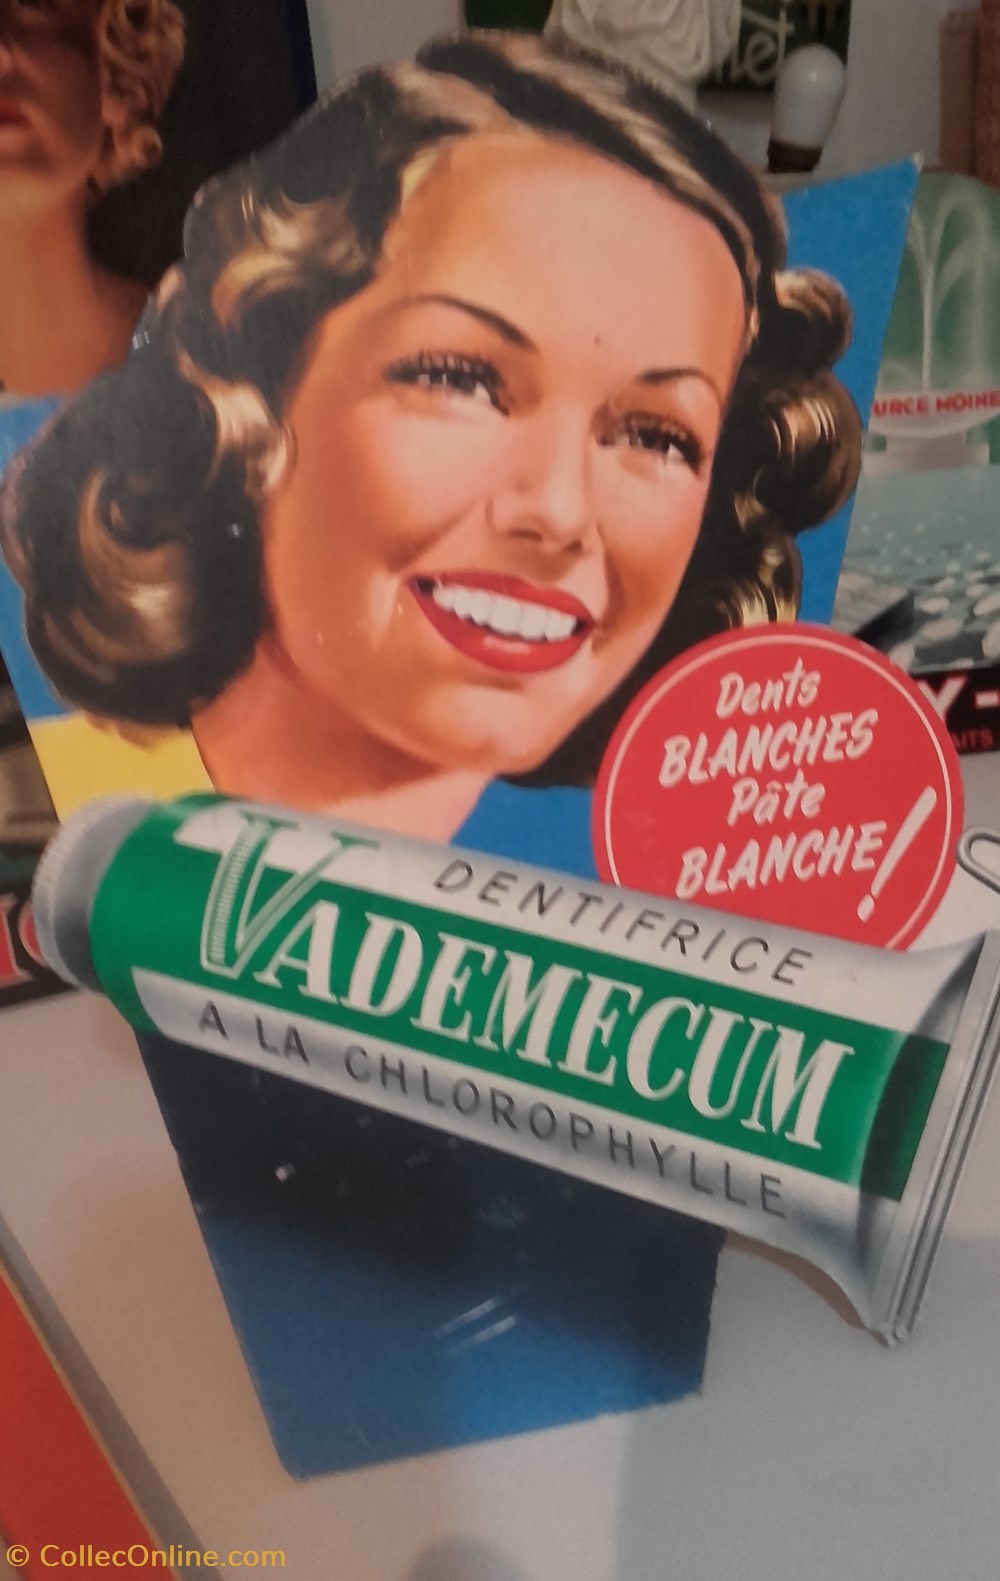 URCE MOINE
Dents
BLANCHES
Pâte
BLANCHE!
DENTIFRICE
VADEMECUM
A LA CHLOROPHYLLE
© CollecOnline.com